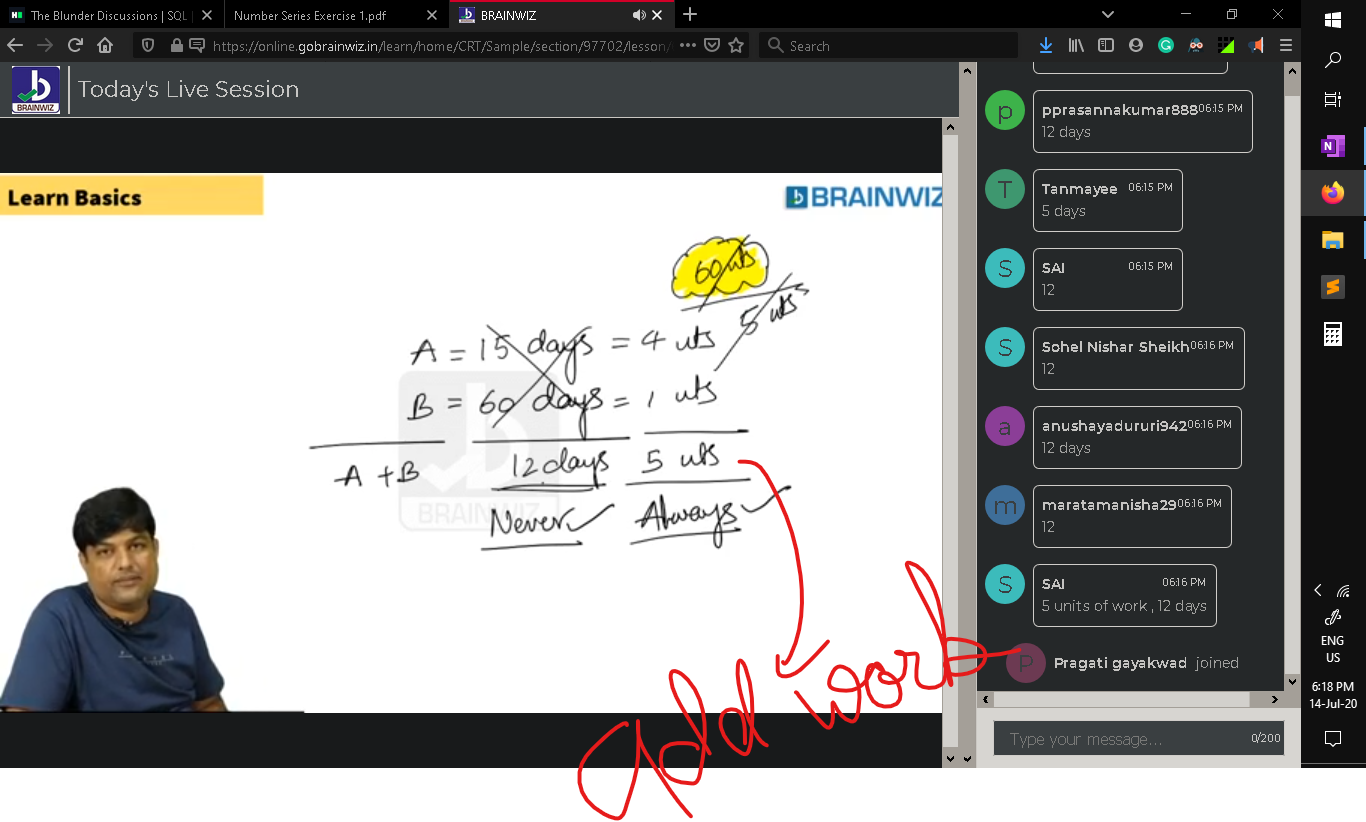 The Blunder Discussions | SQL |
Number Series Exercise 1.pdf
BRAINWIZ
https://online.gobrainwiz.in/learn/home/CRT/Sample/section/97702/lesson/
Search
BRAINWIZ
Today's Live Session
Learn Basics
BRAINWIZ
60 uts
5 uts
A = 15 days = 4 uts
B = 60 days = 1 uts
A + B 12 days 5 uts
Never Always
BRAINWIZ
Add work
p
pprasannakumar888 06:15 PM
12 days
T
Tanmayee 06:15 PM
5 days
S
SAI 06:15 PM
12
S
Sohel Nishar Sheikh 06:16 PM
12
a
anushayadururi942 06:16 PM
12 days
m
maratamanisha29 06:16 PM
12
S
SAI 06:16 PM
5 units of work , 12 days
P
Pragati gayakwad joined
Type your message... 0/200
N
ENG
US
6:18 PM
14-Jul-20